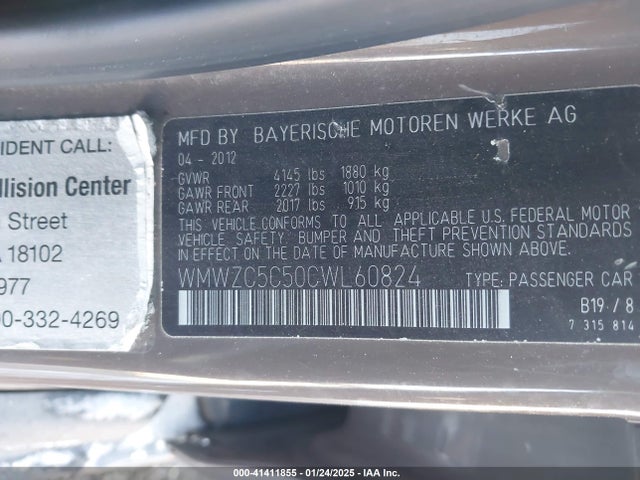 IDENT CALL:
llision Center
Street
18102
977
00-332-4269
MFD BY BAYERISCHE MOTOREN WERKE AG
04 - 2012
GVWR 4145 lbs 1880 kg
GAWR FRONT 2227 lbs 1010 kg
GAWR REAR 2017 lbs 915 kg
THIS VEHICLE CONFORMS TO ALL APPLICABLE U.S. FEDERAL MOTOR
VEHICLE SAFETY, BUMPER AND THEFT PREVENTION STANDARDS
IN EFFECT ON THE DATE OF MANUFACTURE SHOWN ABOVE.
WMWZC5C50CWL60824 TYPE: PASSENGER CAR
B19 / 8
7 315 814
000-41411855 - 01/24/2025 - IAA Inc.